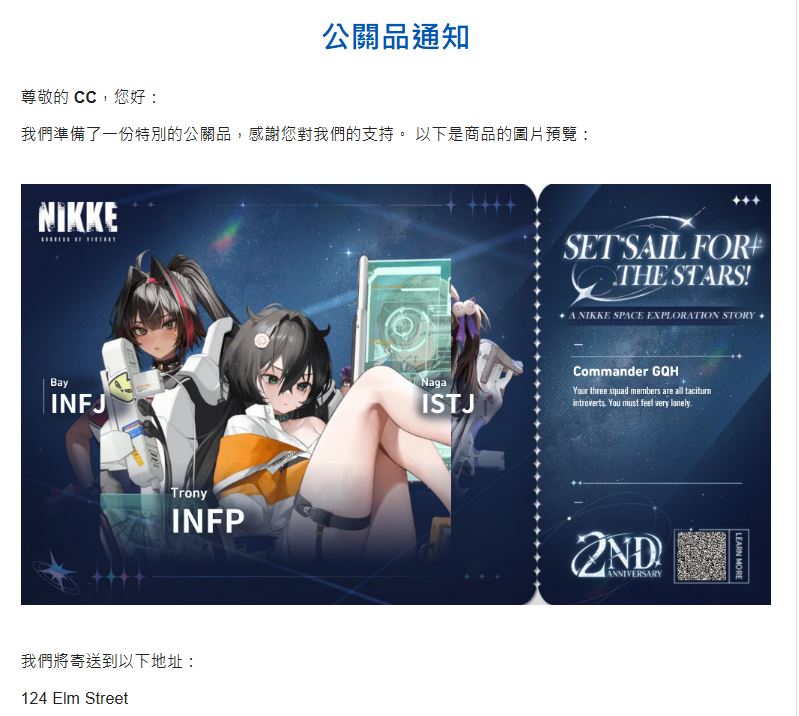 公關品通知
尊敬的 CC，您好：
我們準備了一份特別的公關品，感謝您對我們的支持。 以下是商品的圖片預覽：
NIKKE
GODDESS OF VICTORY
Bay
INFJ
Trony
INFP
Naga
ISTJ
SET SAIL FOR
THE STARS!
A NIKKE SPACE EXPLORATION STORY
Commander GQH
Your three squad members are all taciturn
introverts. You must feel very lonely.
2ND
ANNIVERSARY
LEARN MORE
我們將寄送到以下地址：
124 Elm Street